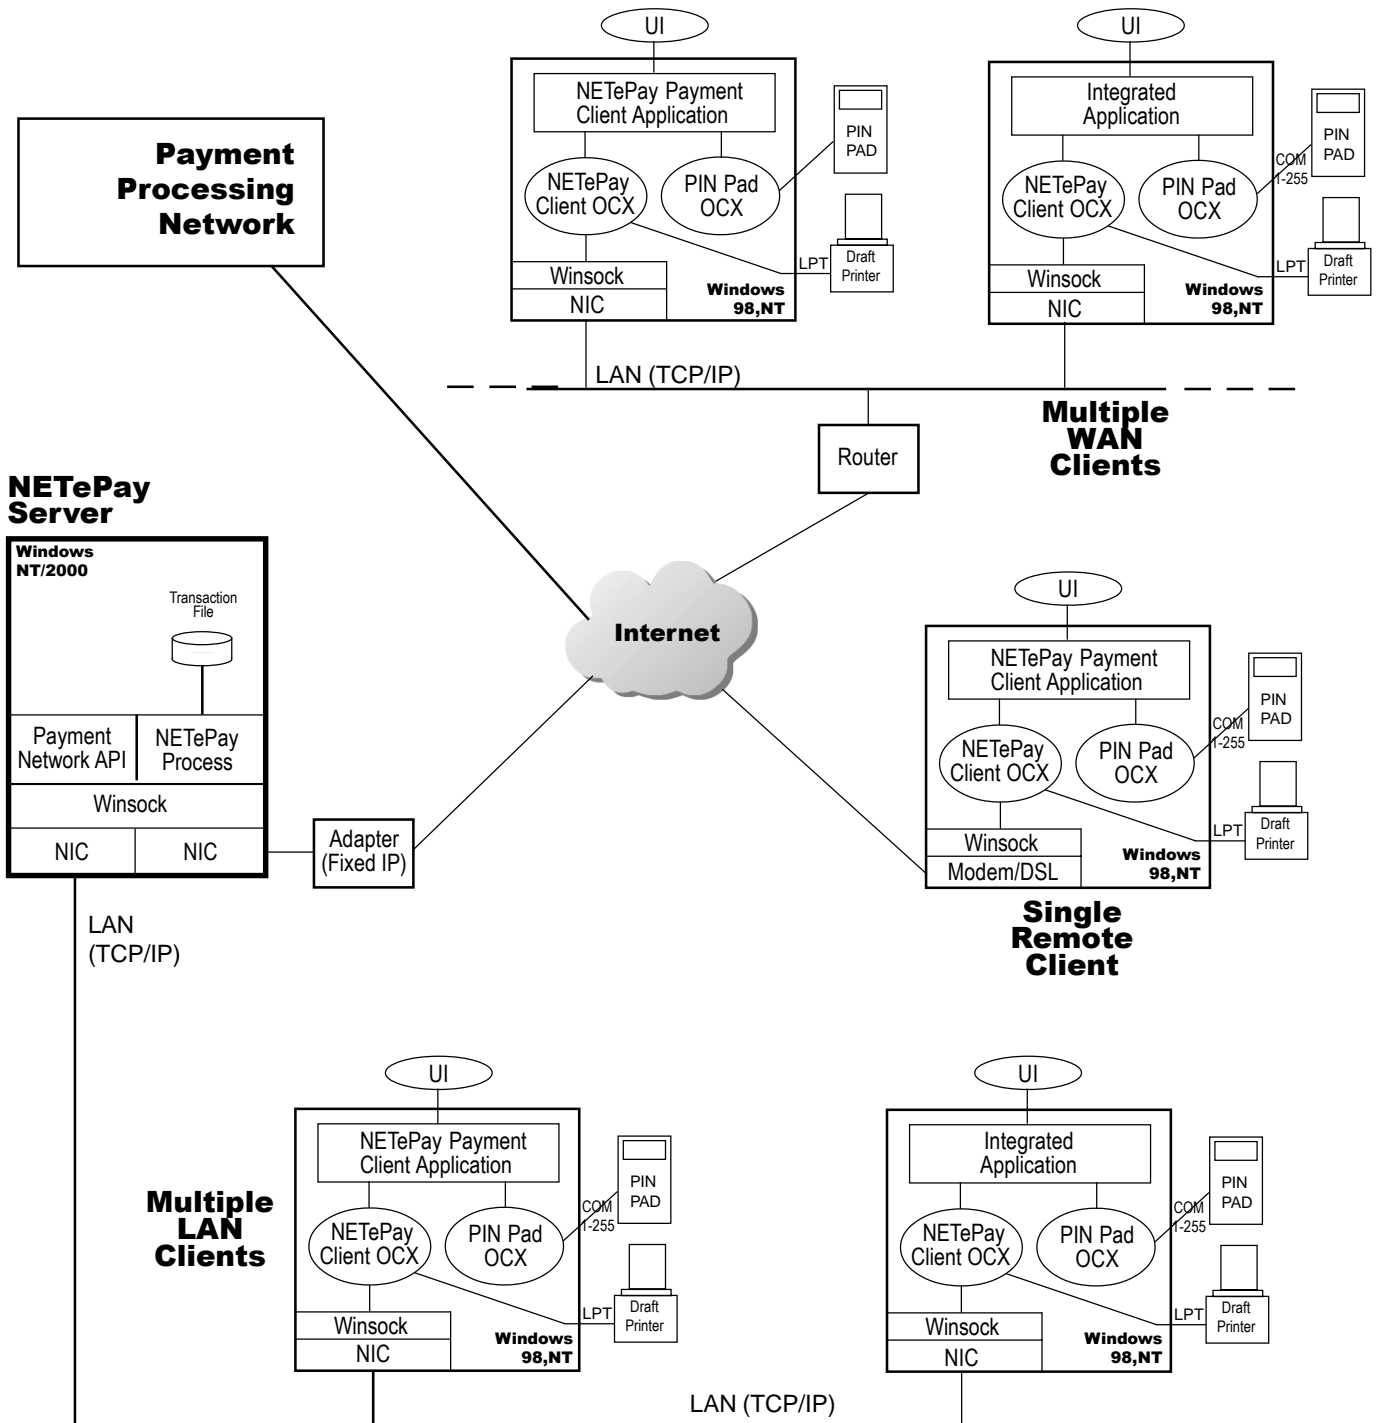 UI
NETePay Payment
Client Application
NETePay
Client OCX
PIN Pad
OCX
PIN
PAD
LPT
Draft
Printer
Winsock
NIC
Windows
98,NT
UI
Integrated
Application
NETePay
Client OCX
PIN Pad
OCX
COM
1-255
PIN
PAD
LPT
Draft
Printer
Winsock
NIC
Windows
98,NT
Payment
Processing
Network
LAN (TCP/IP)
Multiple
WAN
Clients
Router
NETePay
Server
Windows
NT/2000
Transaction
File
Payment
Network API
NETePay
Process
Winsock
NIC
NIC
Adapter
(Fixed IP)
LAN
(TCP/IP)
Internet
UI
NETePay Payment
Client Application
NETePay
Client OCX
PIN Pad
OCX
COM
1-255
PIN
PAD
LPT
Draft
Printer
Winsock
Modem/DSL
Windows
98,NT
Single
Remote
Client
Multiple
LAN
Clients
UI
NETePay Payment
Client Application
NETePay
Client OCX
PIN Pad
OCX
COM
1-255
PIN
PAD
LPT
Draft
Printer
Winsock
NIC
Windows
98,NT
UI
Integrated
Application
NETePay
Client OCX
PIN Pad
OCX
COM
1-255
PIN
PAD
LPT
Draft
Printer
Winsock
NIC
Windows
98,NT
LAN (TCP/IP)